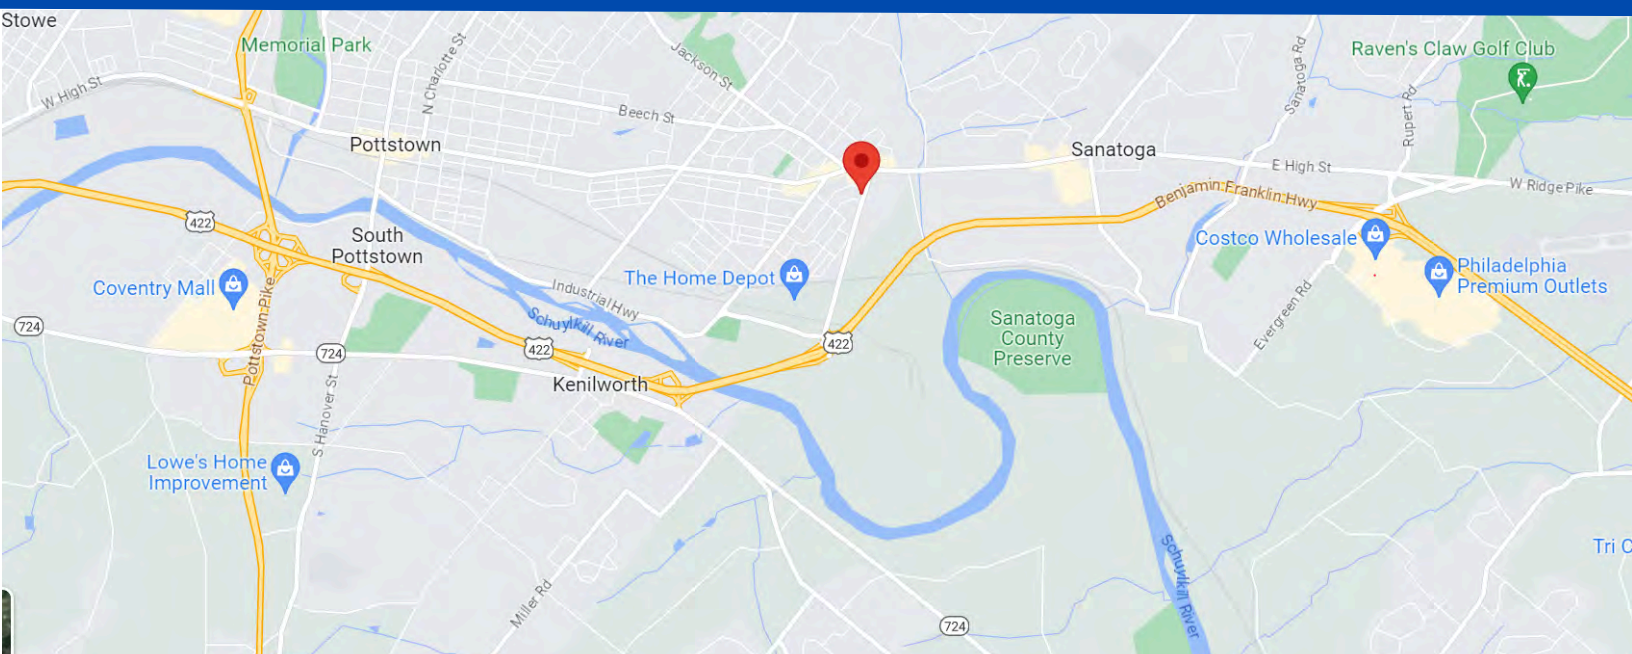 Stowe
Memorial Park
N Charlotte St
Jackson St
Sanatoga Rd
Raven's Claw Golf Club
W High St
Beech St
Rupert Rd
Pottstown
Sanatoga
E High St
W Ridge Pike
Benjamin Franklin Hwy
422
South
Pottstown
Costco Wholesale
Coventry Mall
The Home Depot
Philadelphia
Premium Outlets
Industrial Hwy
Schuylkill River
Evergreen Rd
724
Pottstown Pike
724
422
422
Sanatoga
County
Preserve
Kenilworth
S Hanover St
Lowe's Home
Improvement
Tri C
Schuylkill River
Miller Rd
724